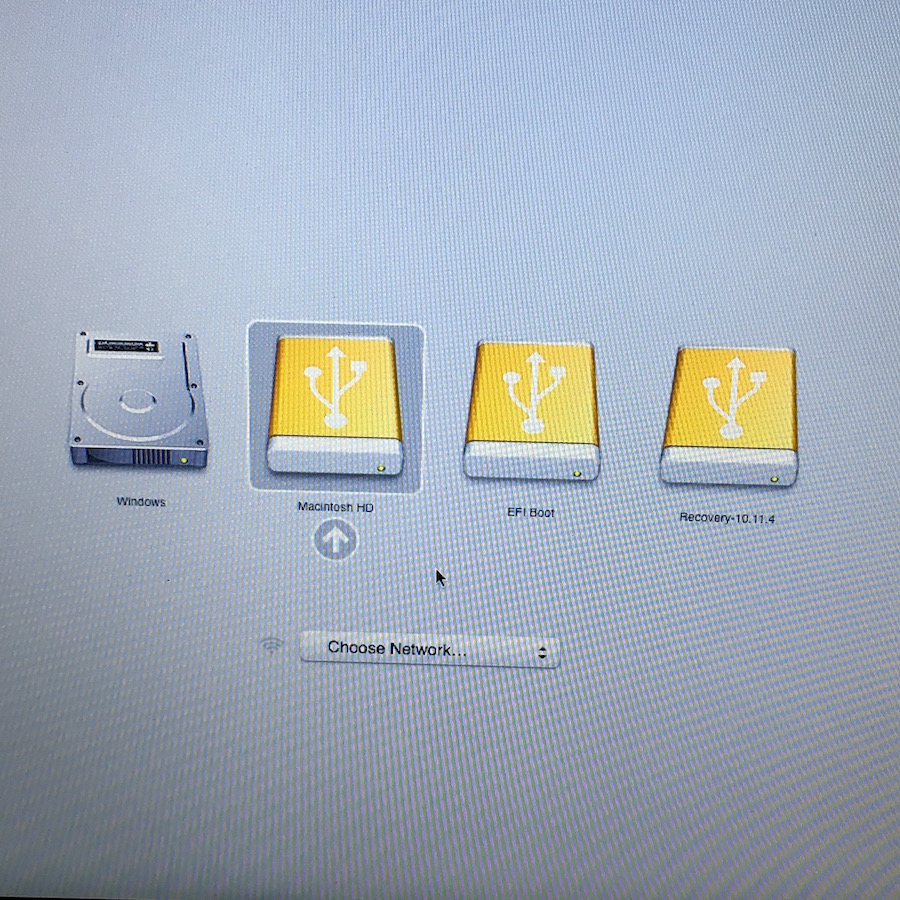 Windows
Macintosh HD
EFI Boot
Recovery-10.11.4
Choose Network...